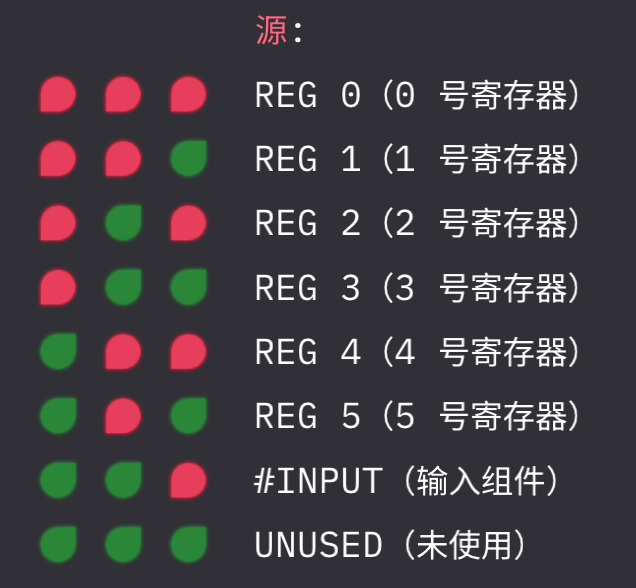 源：
REG 0（0 号寄存器）
REG 1（1 号寄存器）
REG 2（2 号寄存器）
REG 3（3 号寄存器）
REG 4（4 号寄存器）
REG 5（5 号寄存器）
#INPUT（输入组件）
UNUSED（未使用）